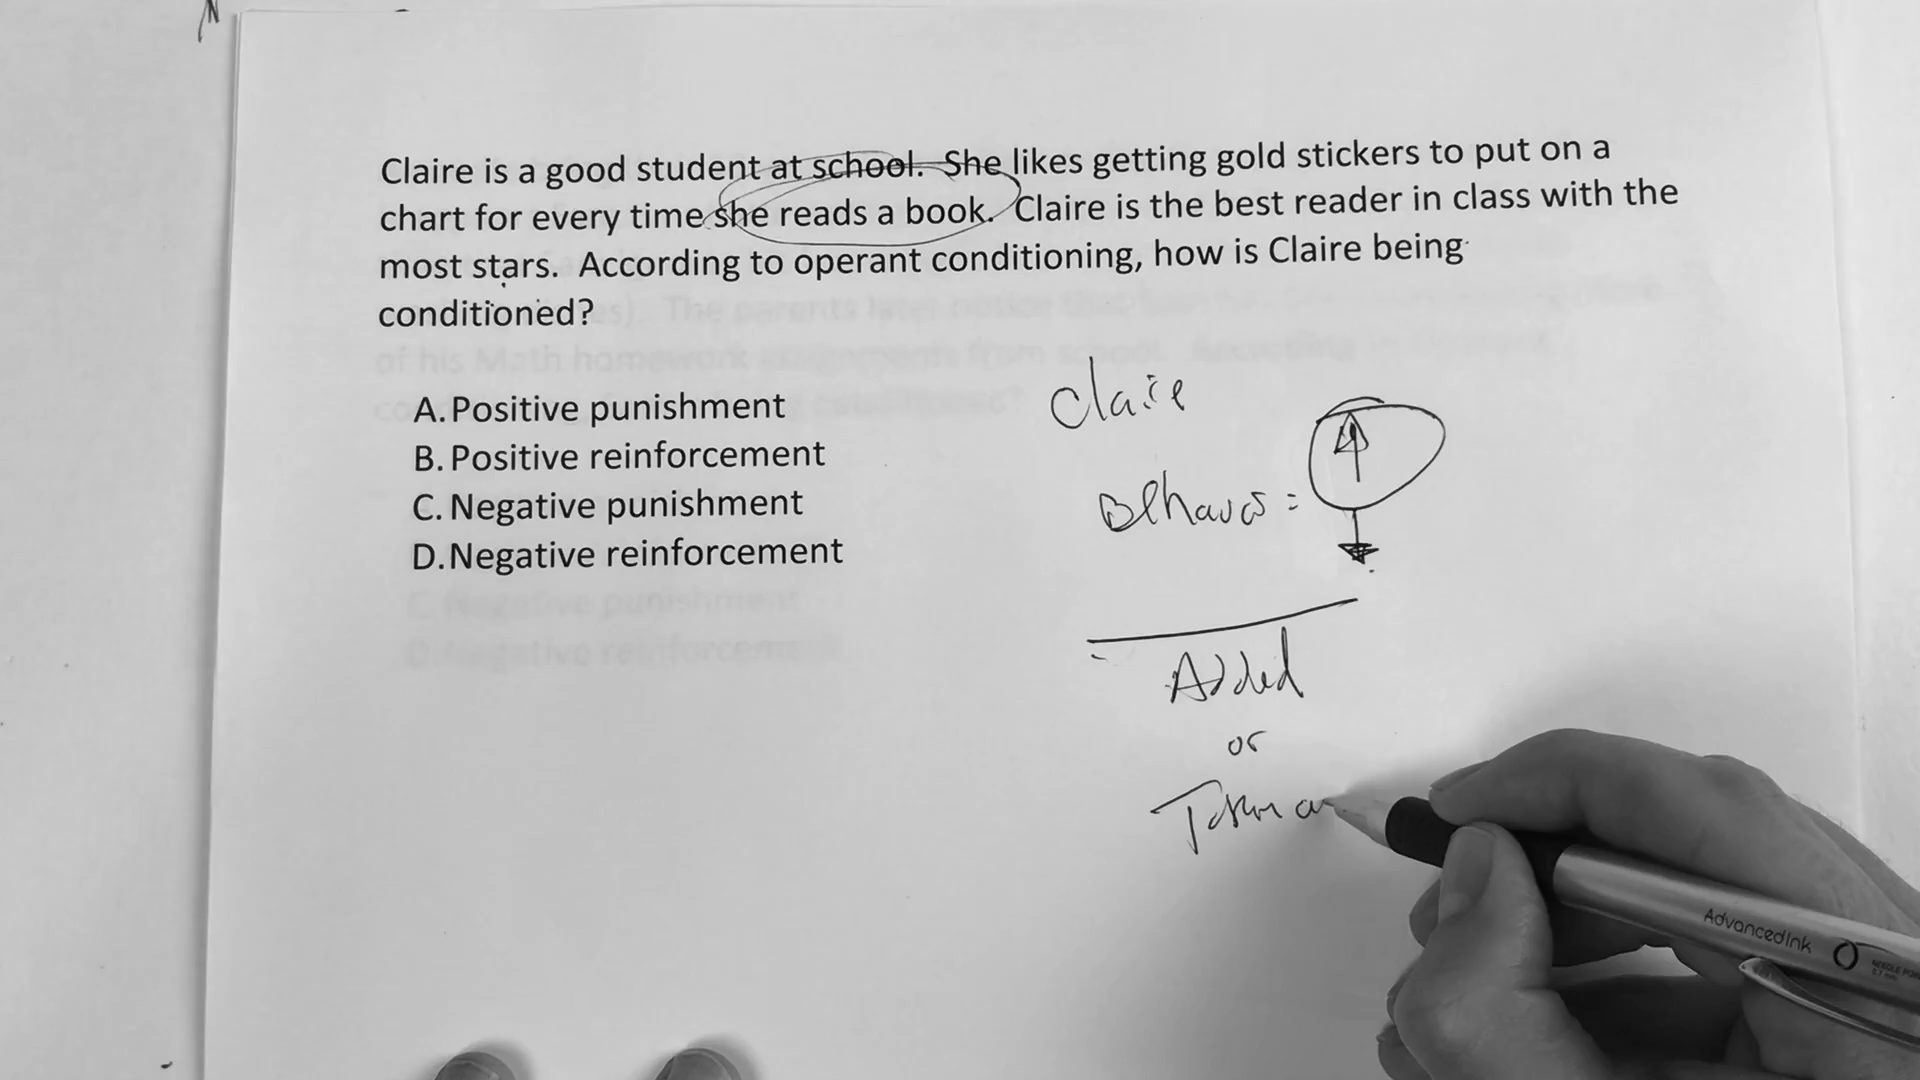 Claire is a good student at school. She likes getting gold stickers to put on a
chart for every time she reads a book. Claire is the best reader in class with the
most stars. According to operant conditioning, how is Claire being
conditioned?
A. Positive punishment
B. Positive reinforcement
C. Negative punishment
D. Negative reinforcement
Claire
=
Added
or
AdvancedInk